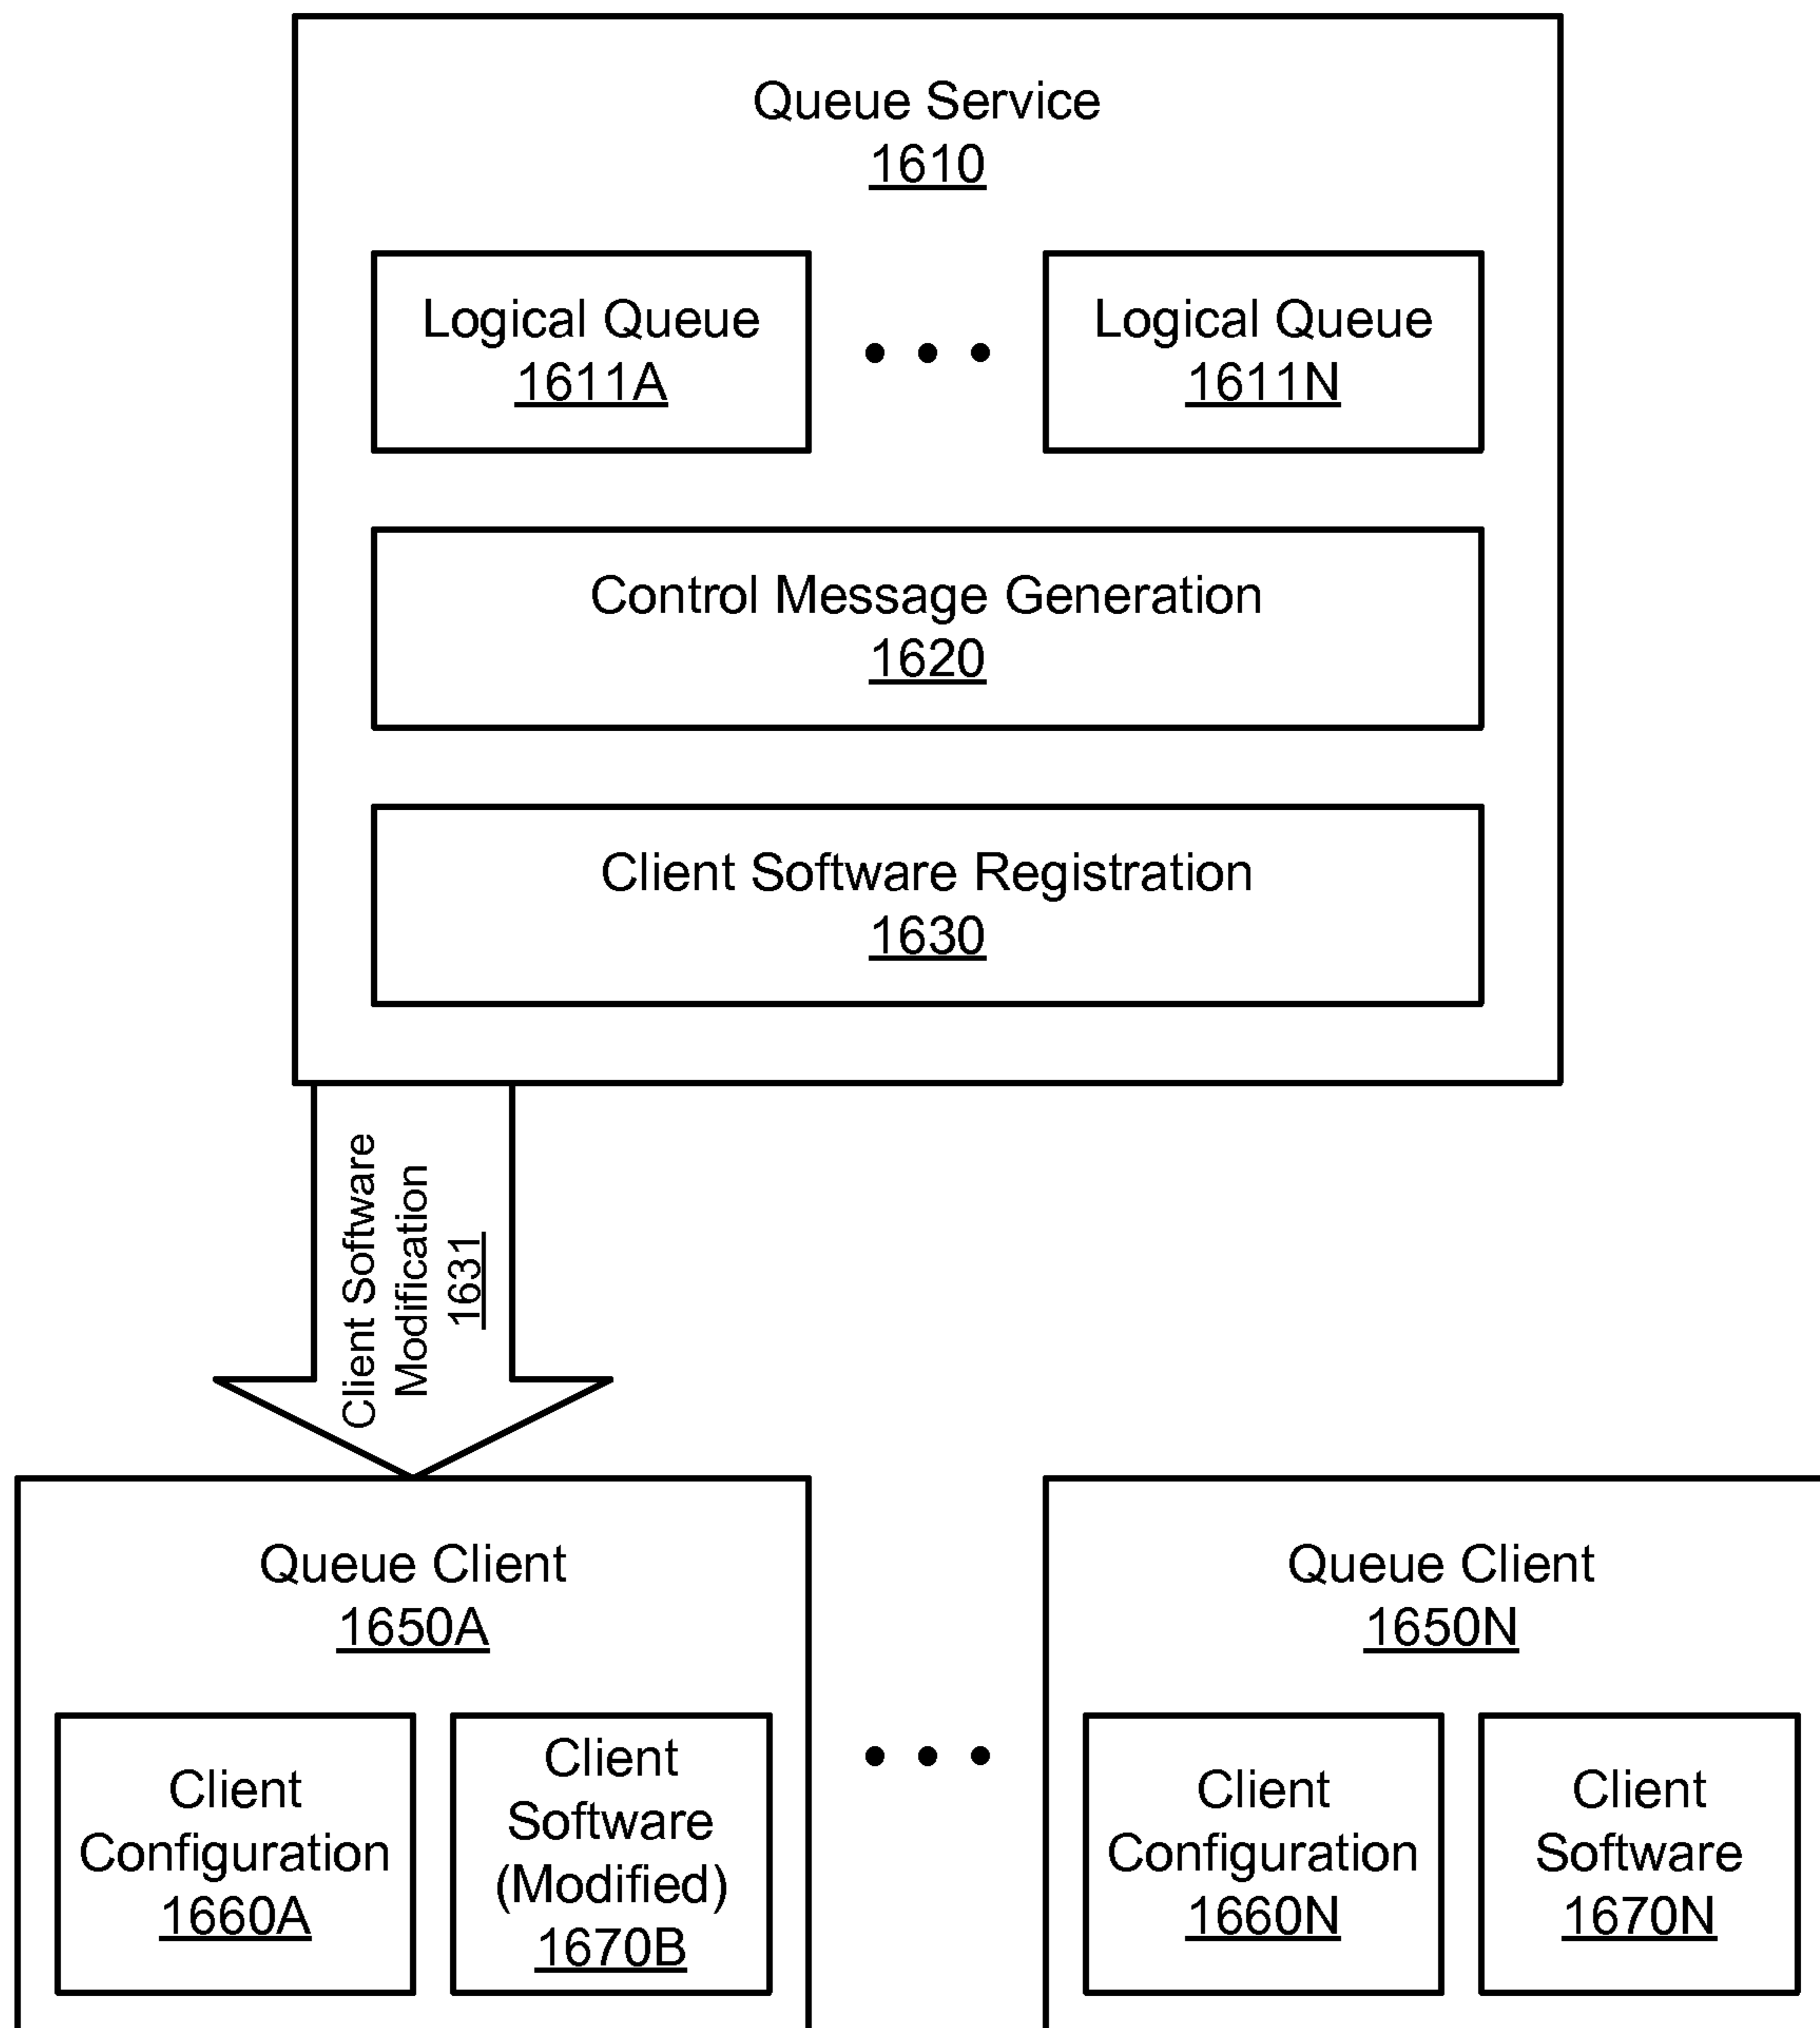 Queue Service
1610
Logical Queue
1611A
Logical Queue
1611N
Control Message Generation
1620
Client Software Registration
1630
Client Software
Modification
1631
Queue Client
1650A
Client
Configuration
1660A
Client
Software
(Modified)
1670B
Queue Client
1650N
Client
Configuration
1660N
Client
Software
1670N